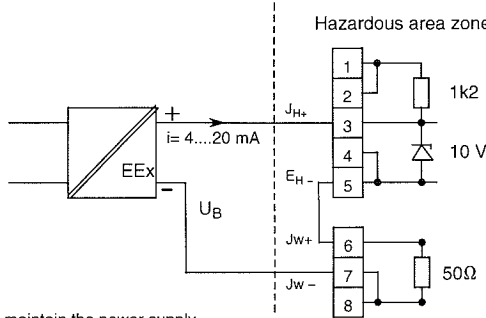 Hazardous area zone
1
2
1k2
+
J_H+
3
i= 4....20 mA
4
10 V
EEx
E_H –
5
–
U_B
Jw+
6
7
50Ω
Jw –
8
maintain the power supply